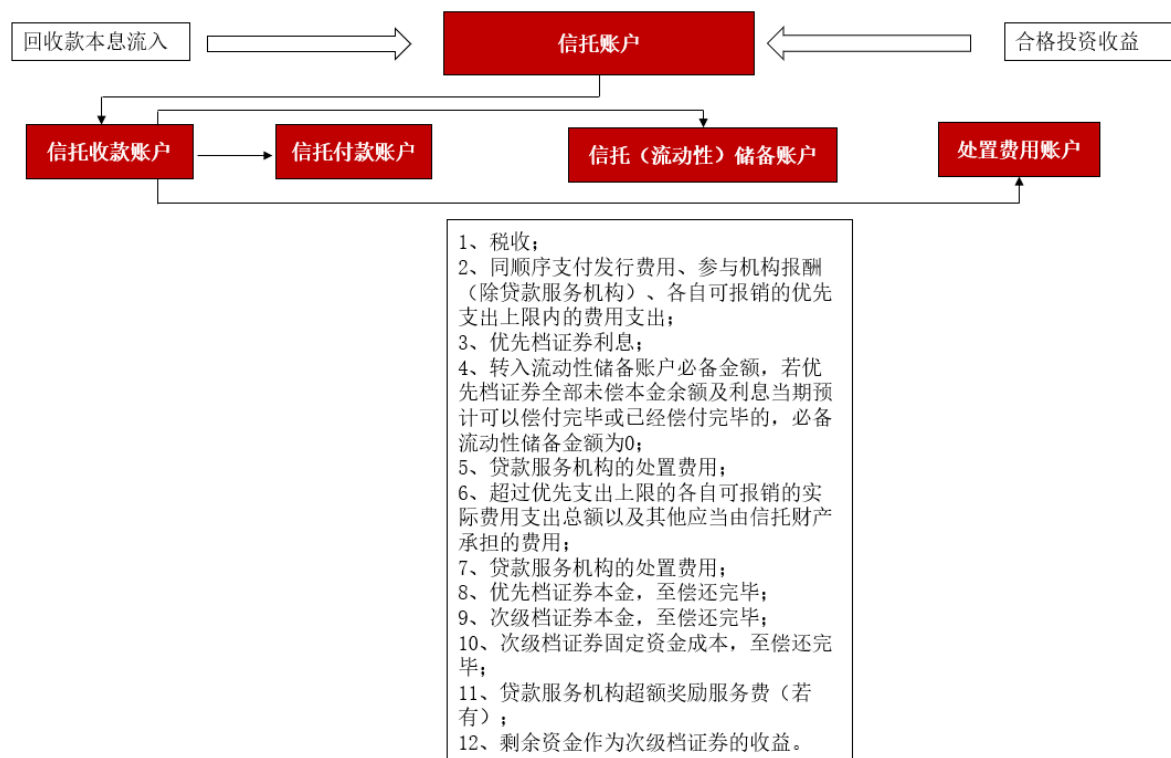 回收款本息流入
信托账户
合格投资收益
信托收款账户
信托付款账户
信托（流动性）储备账户
处置费用账户
1、税收；
2、同顺序支付发行费用、参与机构报酬
（除贷款服务机构）、各自可报销的优先
支出上限内的费用支出；
3、优先档证券利息；
4、转入流动性储备账户必备金额，若优
先档证券全部未偿本金余额及利息当期预
计可以偿付完毕或已经偿付完毕的，必备
流动性储备金额为0；
5、贷款服务机构的处置费用；
6、超过优先支出上限的各自可报销的实
际费用支出总额以及其他应当由信托财产
承担的费用；
7、贷款服务机构的处置费用；
8、优先档证券本金，至偿还完毕；
9、次级档证券本金，至偿还完毕；
10、次级档证券固定资金成本，至偿还完
毕；
11、贷款服务机构超额奖励服务费（若
有）；
12、剩余资金作为次级档证券的收益。